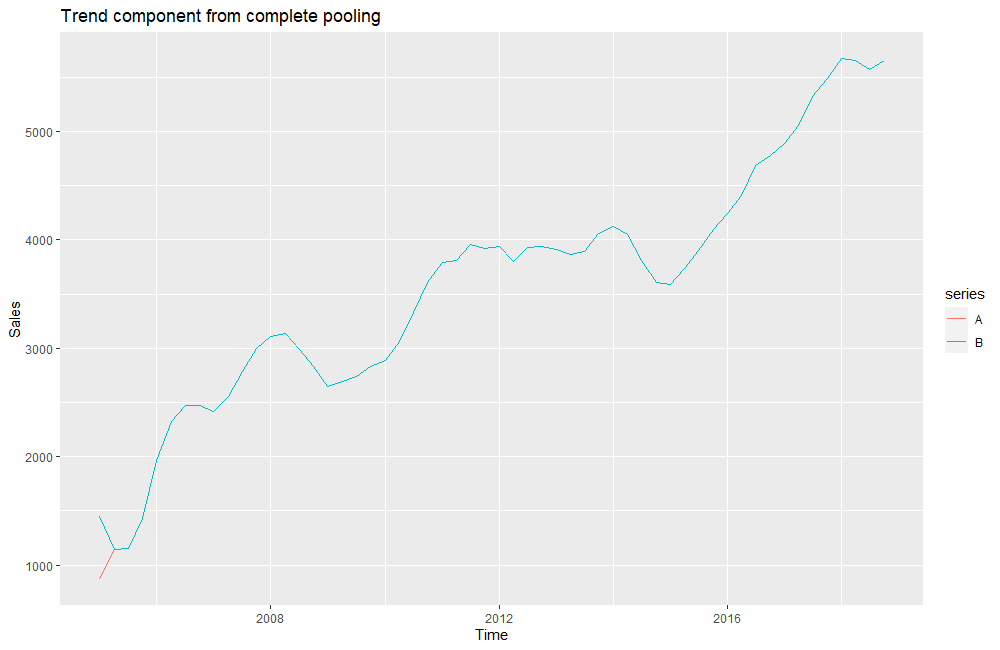 Trend component from complete pooling
5000
4000
3000
2000
1000
Sales
2008
2012
2016
Time
series
A
B